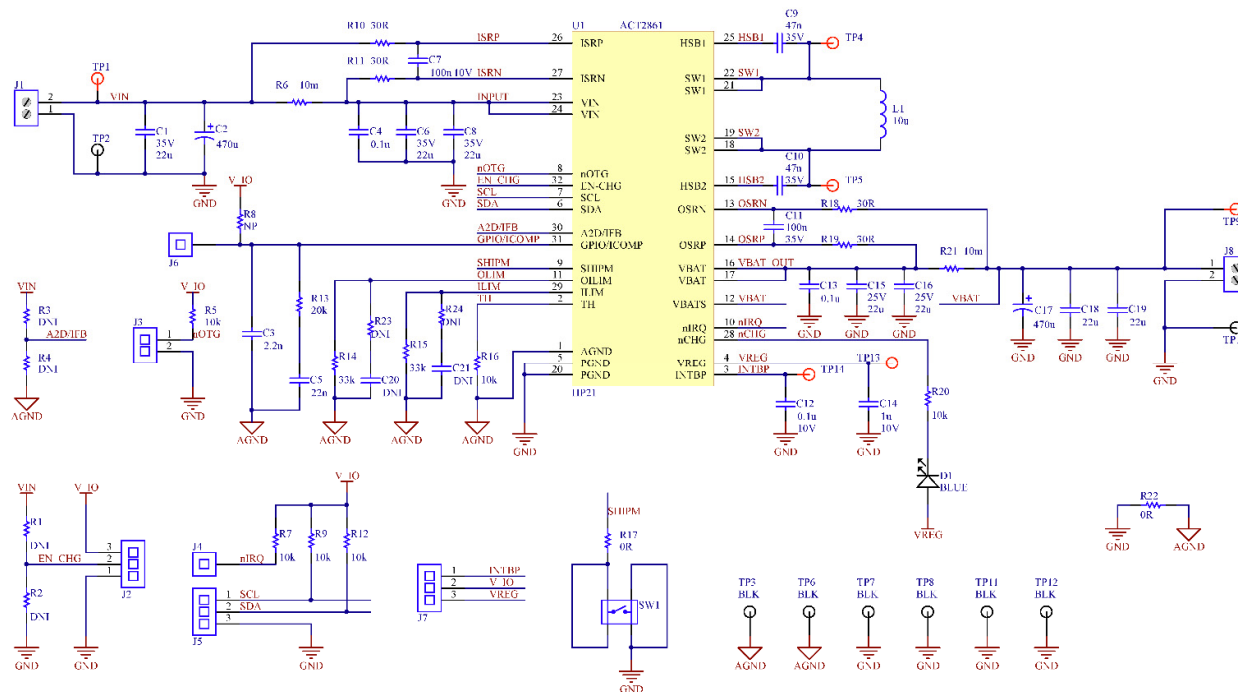 U1 ACT2861
C9
47n
35V
TP4
R10 30R
ISRP 26 ISRP HSB1 25 HSB1
C7
R11 30R
100n 10V
ISRN 27 ISRN SW1 22 SW1
SW1 21
TP1
R6 10m
J1
2 VIN
1
INPUT 23 VIN
24 VIN
L1
10u
TP2
C1
35V
22u
C2
470u
C4
0.1u
C6
35V
22u
C8
35V
22u
SW2 19 SW2
SW2 18
C10
47n
35V
GND
GND
V_IO
R8
NP
nOTG 8 nOTG
EN_CHG 32 EN-CHG HSB2 15 HSB2
TP5
SCL 7 SCL
SDA 6 SDA OSRN 13 OSRN
R18 30R
C11
100n
35V
A2D/IFB 30 A2D/IFB
GPIO/ICOMP 31 GPIO/ICOMP OSRP 14 OSRP
R19 30R
R21 10m
J6
J8
1
2
SHIPM 9 SHIPM VBAT 16 VBAT_OUT
OLIM 11 OILIM VBAT 17
ILIM 29 ILIM
TH 2 TH VBATS 12 VBAT
VBAT
C13
0.1u
C15
25V
22u
C16
25V
22u
C17
470u
C18
22u
C19
22u
GND
GND
GND
GND
GND
GND
GND
VIN
R3
DNI
A2D/IFB
R4
DNI
AGND
V_IO
R5
10k
J3
1 nOTG
2
GND
R13
20k
C3
2.2n
C5
22n
R23
DNI
R14
33k
C20
DNI
R24
DNI
R15
33k
C21
DNI
R16
10k
nIRQ 10 nIRQ
nCHG 28 nCHG
1 AGND
5 PGND
20 PGND
VREG 4 VREG
INTBP 3 INTBP
TP13
TP14
HP21
C12
0.1u
10V
C14
1u
10V
R20
10k
AGND
AGND
AGND
AGND
GND
GND
GND
D1
BLUE
VREG
VIN
R1
DNI
EN_CHG
R2
DNI
GND
V_IO
3
2
1
J2
GND
V_IO
R7
10k
R9
10k
R12
10k
J4
nIRQ
1 SCL
2 SDA
3
J5
GND
J7
1 INTBP
2 V_IO
3 VREG
SHIPM
R17
0R
SW1
GND
R22
0R
GND
AGND
TP3
BLK
TP6
BLK
TP7
BLK
TP8
BLK
TP11
BLK
TP12
BLK
AGND
AGND
GND
GND
GND
GND